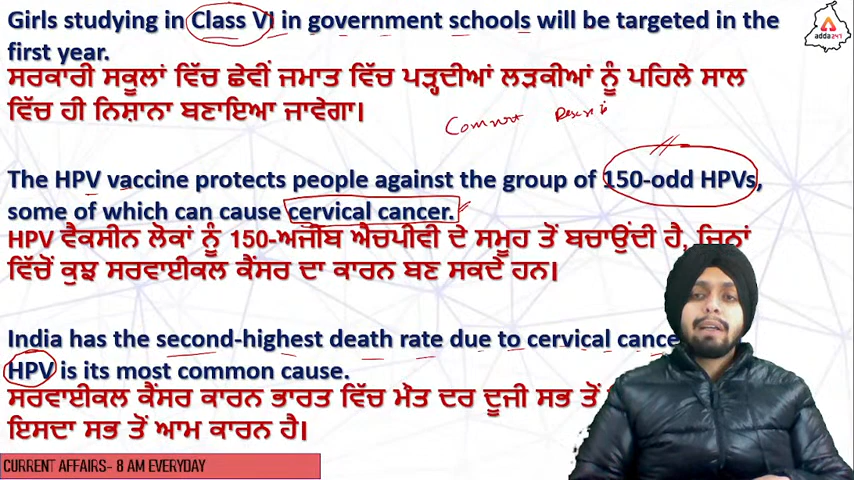 Girls studying in Class VI in government schools will be targeted in the
first year.
ਸਰਕਾਰੀ ਸਕੂਲਾਂ ਵਿੱਚ ਛੇਵੀਂ ਜਮਾਤ ਵਿੱਚ ਪੜ੍ਹਦੀਆਂ ਲੜਕੀਆਂ ਨੂੰ ਪਹਿਲੇ ਸਾਲ
ਵਿੱਚ ਹੀ ਨਿਸ਼ਾਨਾ ਬਣਾਇਆ ਜਾਵੇਗਾ।
The HPV vaccine protects people against the group of 150-odd HPVs,
some of which can cause cervical cancer.
HPV ਵੈਕਸੀਨ ਲੋਕਾਂ ਨੂੰ 150-ਅਜੀਬ ਐਚਪੀਵੀ ਦੇ ਸਮੂਹ ਤੋਂ ਬਚਾਉਂਦੀ ਹੈ, ਜਿਨਾਂ
ਵਿੱਚੋਂ ਕੁਝ ਸਰਵਾਈਕਲ ਕੈਂਸਰ ਦਾ ਕਾਰਨ ਬਣ ਸਕਦੇ ਹਨ।
India has the second-highest death rate due to cervical
HPV is its most common cause.
ਸਰਵਾਈਕਲ ਕੈਂਸਰ ਕਾਰਨ ਭਾਰਤ ਵਿੱਚ ਮੌਤ ਦਰ ਦੂਜੀ ਸਭ ਤੋਂ
ਇਸਦਾ ਸਭ ਤੋਂ ਆਮ ਕਾਰਨ ਹੈ।
CURRENT AFFAIRS- 8 AM EVERYDAY
adda247